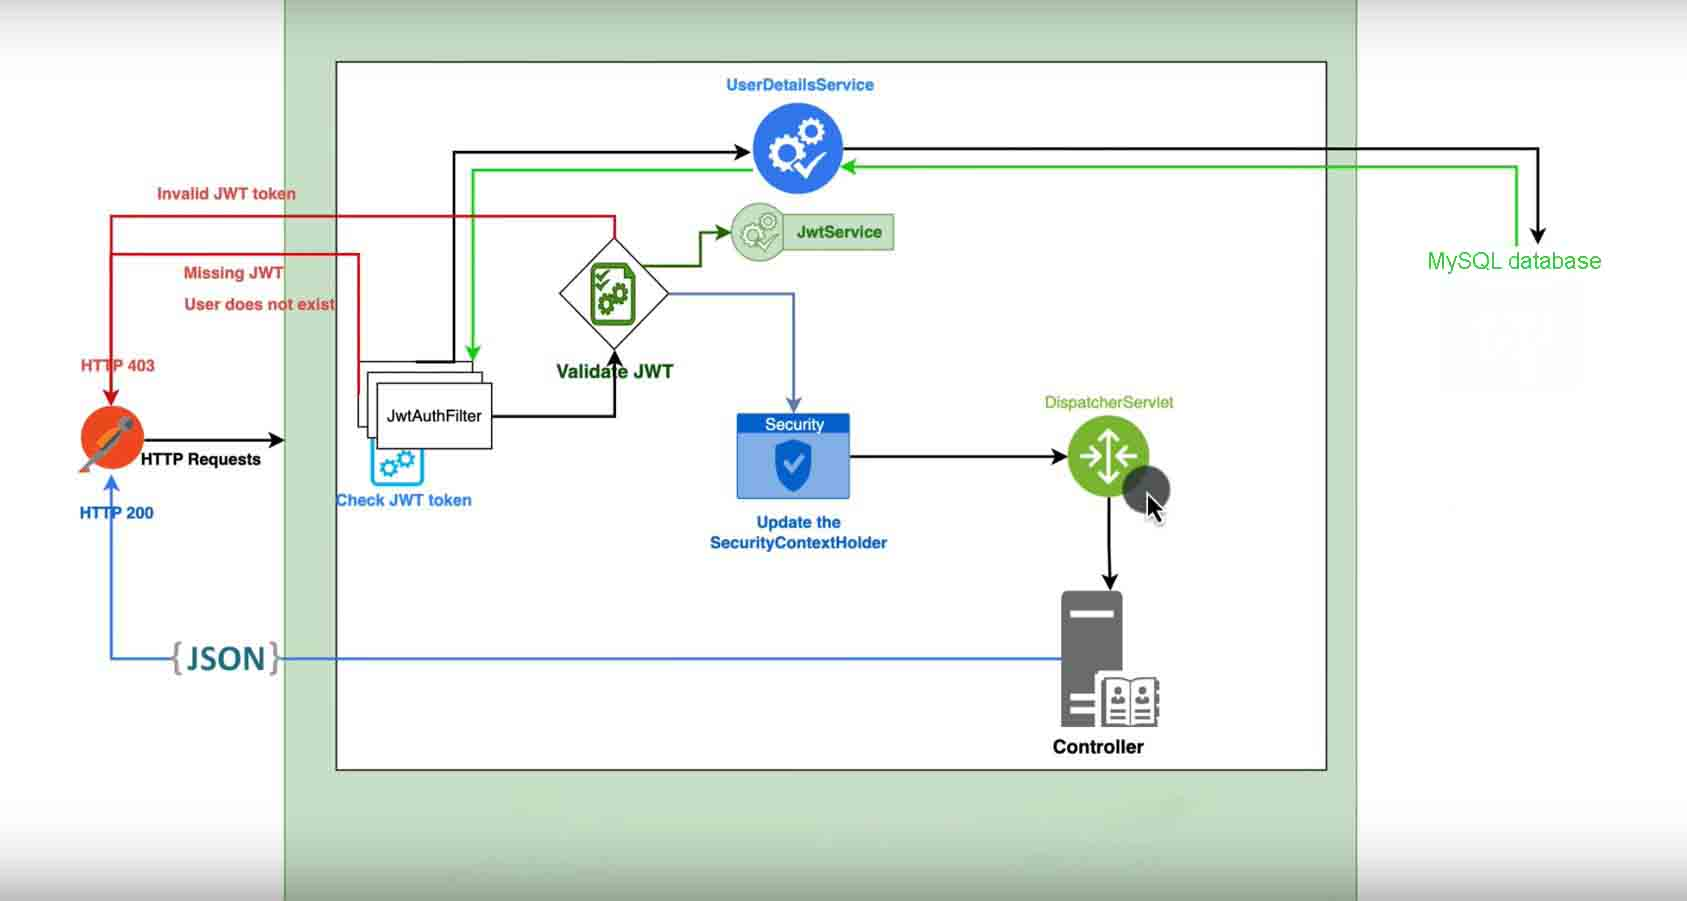 UserDetailsService
Invalid JWT token
JwtService
MySQL database
Missing JWT
User does not exist
HTTP 403
Validate JWT
DispatcherServlet
JwtAuthFilter
Security
HTTP Requests
Check JWT token
HTTP 200
Update the
SecurityContextHolder
{JSON}
Controller